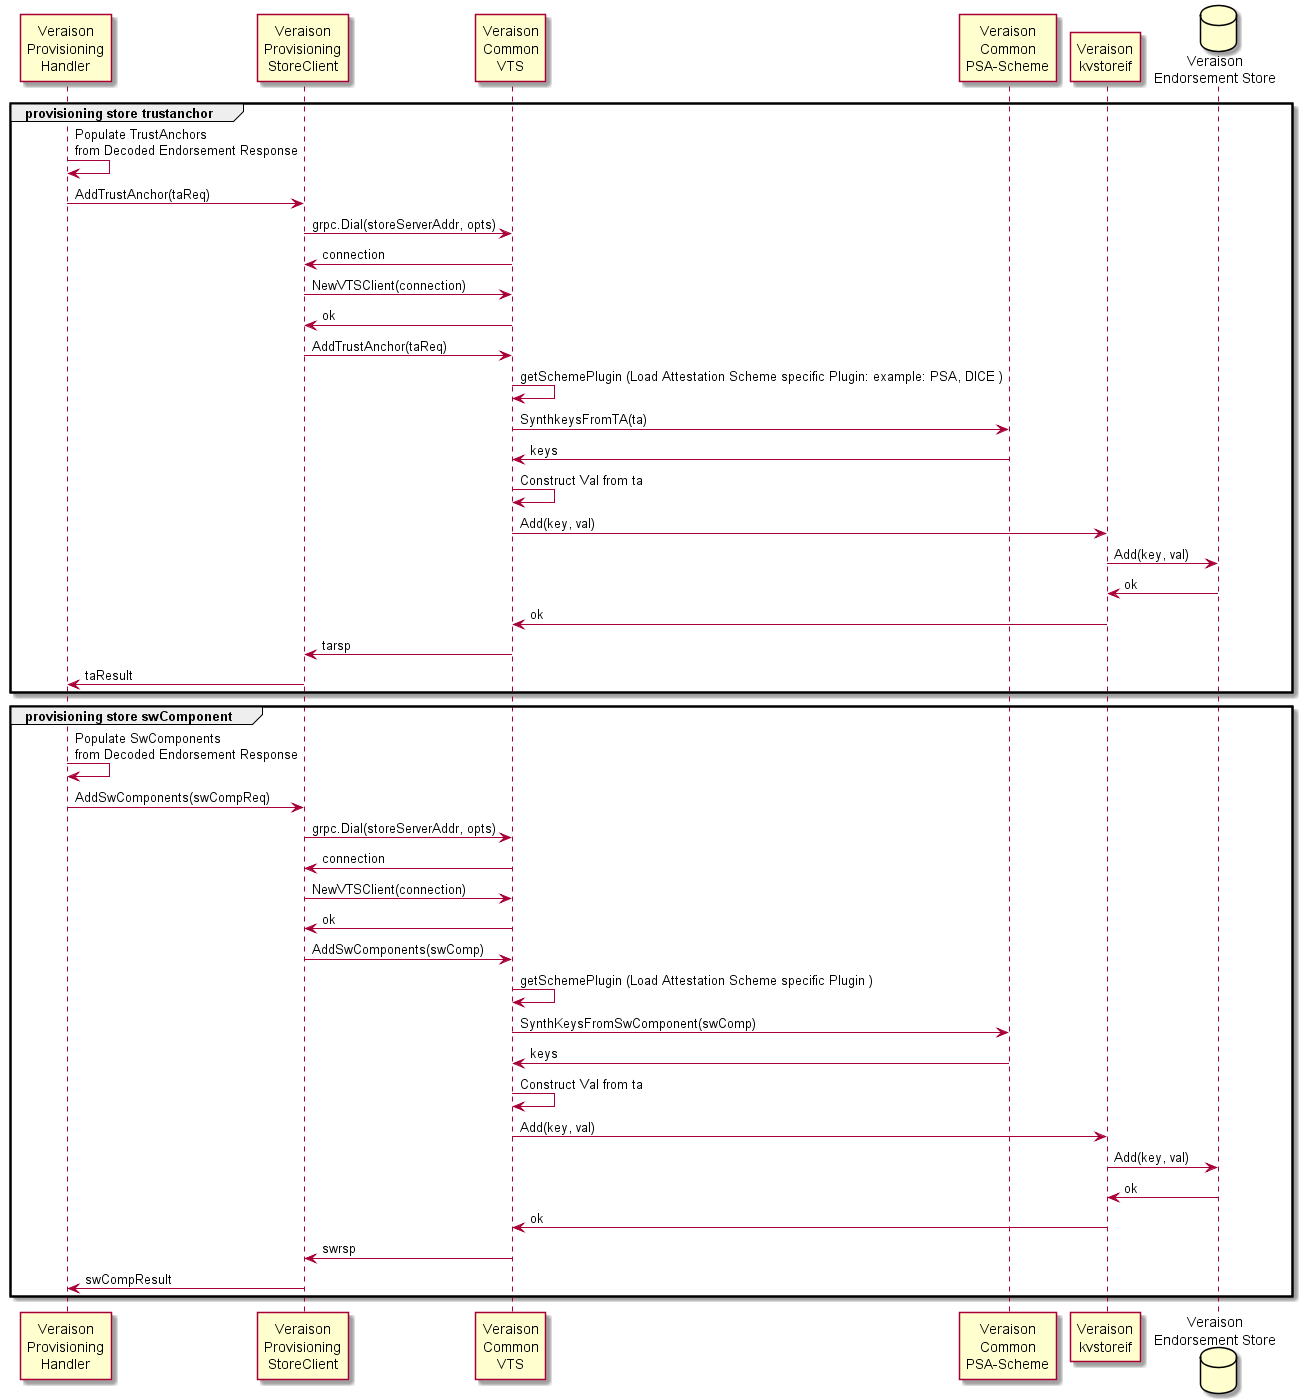 Veraison
Provisioning
Handler
Veraison
Provisioning
StoreClient
Veraison
Common
VTS
Veraison
Common
PSA-Scheme
Veraison
kvstoreif
Veraison
Endorsement Store
provisioning store trustanchor
Populate TrustAnchors
from Decoded Endorsement Response
AddTrustAnchor(taReq)
grpc.Dial(storeServerAddr, opts)
connection
NewVTSClient(connection)
ok
AddTrustAnchor(taReq)
getSchemePlugin (Load Attestation Scheme specific Plugin: example: PSA, DICE )
SynthkeysFromTA(ta)
keys
Construct Val from ta
Add(key, val)
Add(key, val)
ok
ok
tarsp
taResult
provisioning store swComponent
Populate SwComponents
from Decoded Endorsement Response
AddSwComponents(swCompReq)
grpc.Dial(storeServerAddr, opts)
connection
NewVTSClient(connection)
ok
AddSwComponents(swComp)
getSchemePlugin (Load Attestation Scheme specific Plugin )
SynthKeysFromSwComponent(swComp)
keys
Construct Val from ta
Add(key, val)
Add(key, val)
ok
ok
swrsp
swCompResult
Veraison
Provisioning
Handler
Veraison
Provisioning
StoreClient
Veraison
Common
VTS
Veraison
Common
PSA-Scheme
Veraison
kvstoreif
Veraison
Endorsement Store